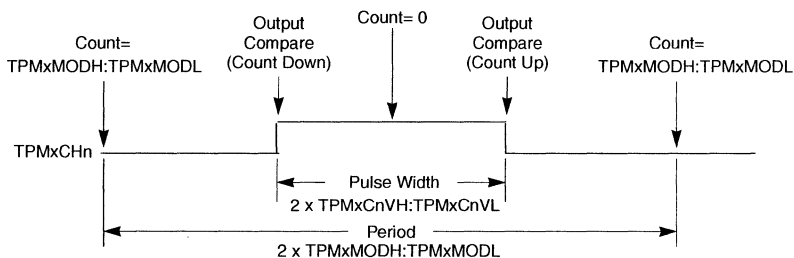 Count=
TPMxMODH:TPMxMODL
Output
Compare
(Count Down)
Count= 0
Output
Compare
(Count Up)
Count=
TPMxMODH:TPMxMODL
TPMxCHn
Pulse Width
2 x TPMxCnVH:TPMxCnVL
Period
2 x TPMxMODH:TPMxMODL